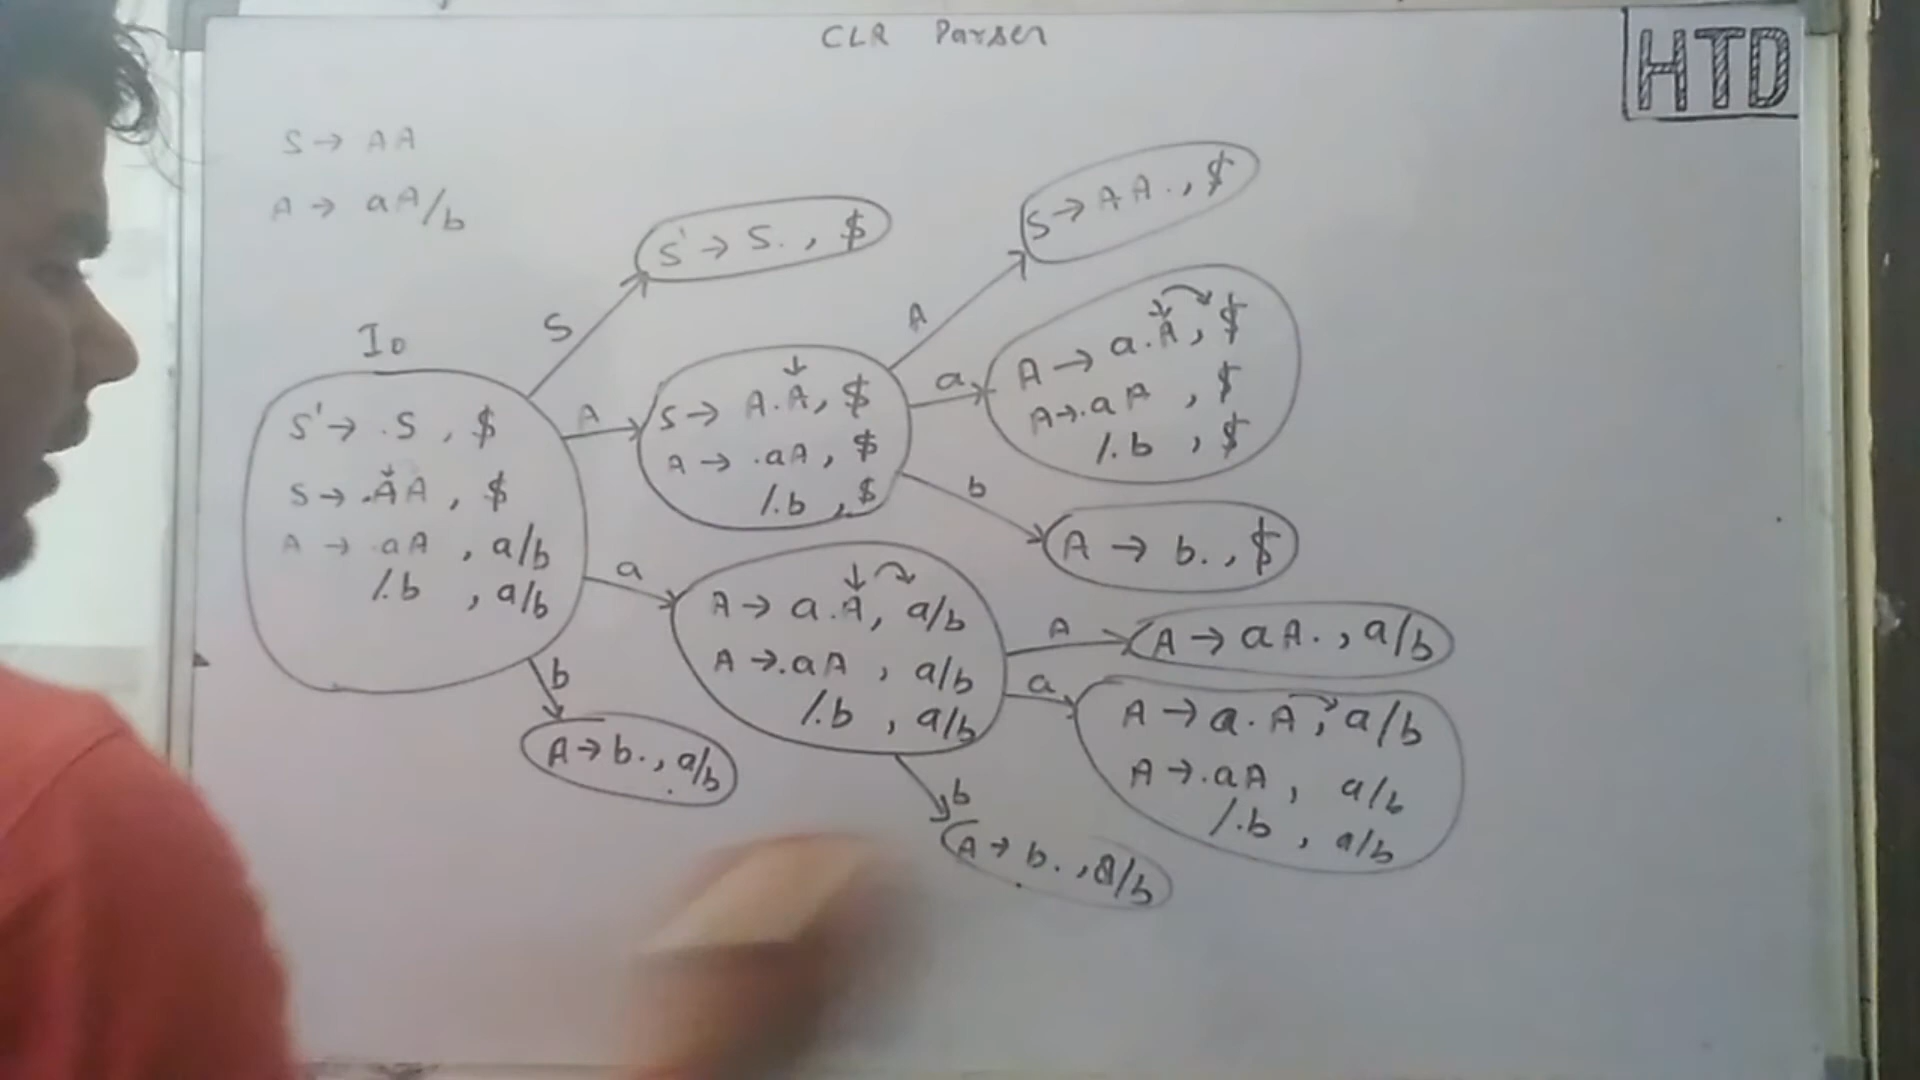 CLR Parser
HTD
S → AA
A → aA/b
I0
S' → .S , $
S → .AA , $
A → .aA , a/b
/.b , a/b
S
S' → S. , $
A
S → A.A, $
A → .aA, $
/.b , $
A
S → AA. , $
a
A → a.A, $
A → .aA , $
/.b , $
b
A → b. , $
a
A → a.A, a/b
A → .aA , a/b
/.b , a/b
A
A → aA. , a/b
a
A → a.A, a/b
A → .aA, a/b
/.b , a/b
b
A → b. , a/b
b
A → b. , a/b